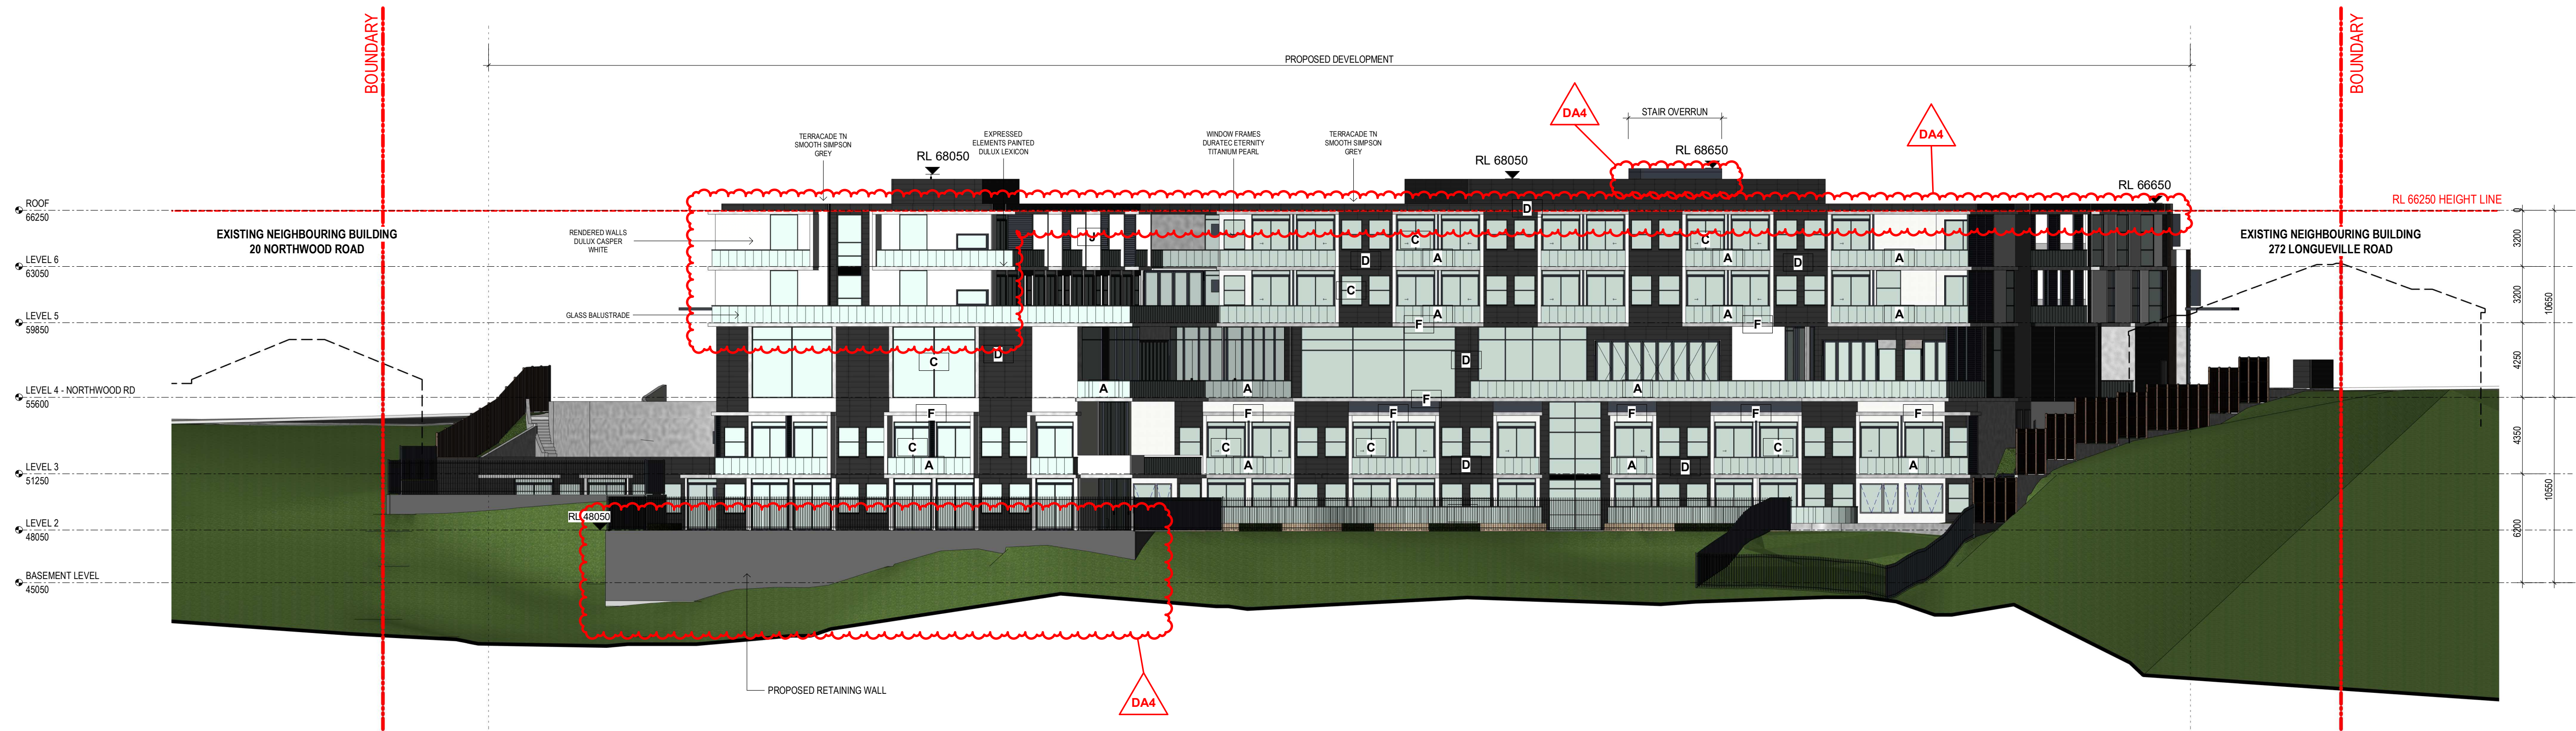 BOUNDARY
BOUNDARY
PROPOSED DEVELOPMENT
DA4
STAIR OVERRUN
DA4
TERRACADE TN
SMOOTH SIMPSON
GREY
EXPRESSED
ELEMENTS PAINTED
DULUX LEXICON
WINDOW FRAMES
DURATEC ETERNITY
TITANIUM PEARL
TERRACADE TN
SMOOTH SIMPSON
GREY
RL 68050
RL 68050
RL 68650
RL 66650
RL 66250 HEIGHT LINE
ROOF
66250
EXISTING NEIGHBOURING BUILDING
20 NORTHWOOD ROAD
RENDERED WALLS
DULUX CASPER
WHITE
EXISTING NEIGHBOURING BUILDING
272 LONGUEVILLE ROAD
0
3200
3200
10650
4250
4350
10550
6200
D
J
C
C
D
A
A
D
A
LEVEL 6
63050
C
GLASS BALUSTRADE
A
A
A
LEVEL 5
59850
F
F
D
C
D
A
A
A
LEVEL 4 - NORTHWOOD RD
55600
F
F
F
F
F
F
F
F
C
C
C
C
A
A
D
A
D
A
LEVEL 3
51250
RL 48050
LEVEL 2
48050
BASEMENT LEVEL
45050
PROPOSED RETAINING WALL
DA4